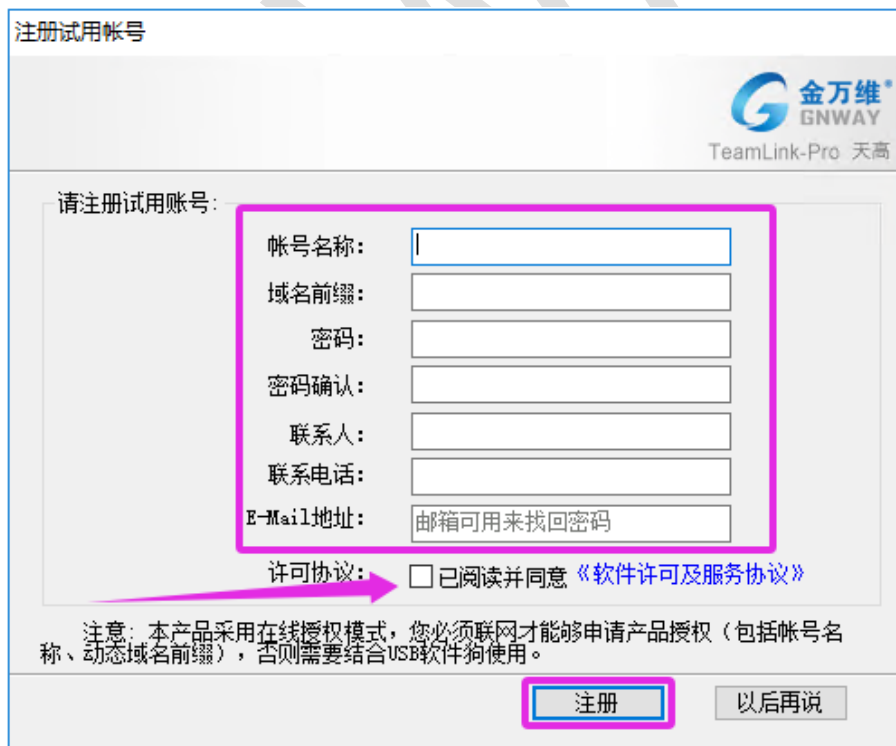 注册试用帐号
金万维®
GNWAY
TeamLink-Pro 天高
请注册试用账号:
帐号名称:
域名前缀:
密码:
密码确认:
联系人:
联系电话:
E-Mail地址: 邮箱可用来找回密码
许可协议: 已阅读并同意《软件许可及服务协议》
注意: 本产品采用在线授权模式，您必须联网才能够申请产品授权（包括帐号名
称、动态域名前缀），否则需要结合USB软件狗使用。
注册 以后再说